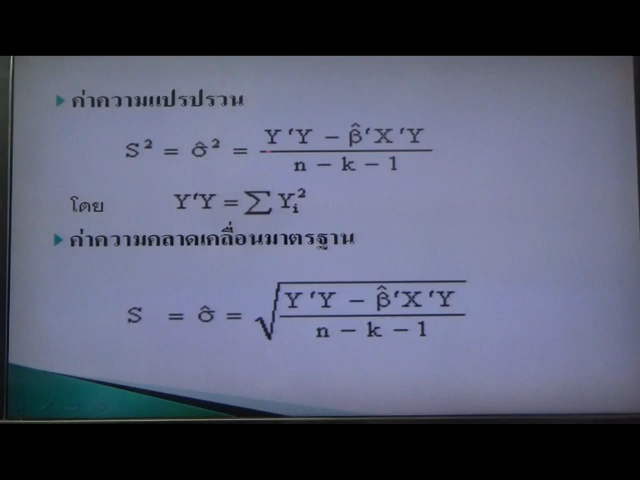 ค่าความแปรปรวน
S² = σ̂² = (Y′Y − β̂′X′Y) / (n − k − 1)
โดย Y′Y = ∑ Yᵢ²
ค่าความคลาดเคลื่อนมาตรฐาน
S = σ̂ = √((Y′Y − β̂′X′Y) / (n − k − 1))